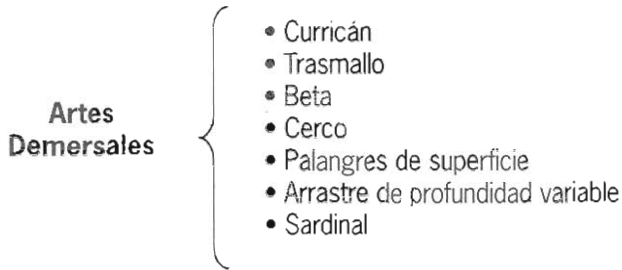 Artes
Demersales
• Curricán
• Trasmallo
• Beta
• Cerco
• Palangres de superficie
• Arrastre de profundidad variable
• Sardinal